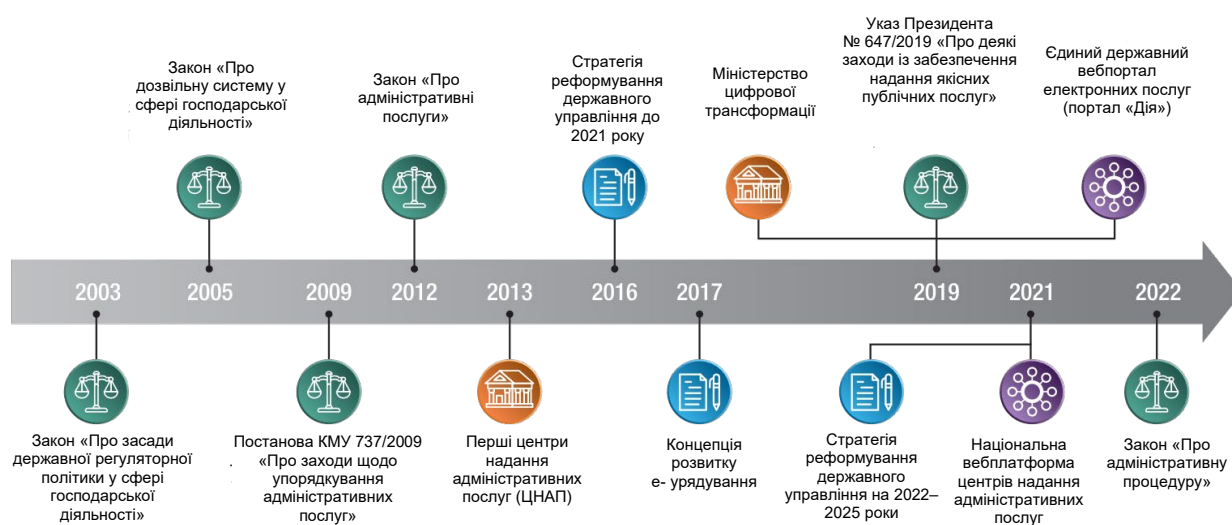 Закон «Про
дозвільну систему у
сфері господарської
діяльності»
Закон «Про
адміністративні
послуги»
Стратегія
реформування
державного
управління до
2021 року
Міністерство
цифрової
трансформації
Указ Президента
№ 647/2019 «Про деякі
заходи із забезпечення
надання якісних
публічних послуг»
Єдиний державний
вебпортал
електронних послуг
(портал «Дія»)
2003
2005
2009
2012
2013
2016
2017
2019
2021
2022
Закон «Про засади
державної регуляторної
політики у сфері
господарської
діяльності»
Постанова КМУ 737/2009
«Про заходи щодо
упорядкування
адміністративних
послуг»
Перші центри
надання
адміністративних
послуг (ЦНАП)
Концепція
розвитку
е- урядування
Стратегія
реформування
державного
управління на 2022–
2025 роки
Національна
вебплатформа
центрів надання
адміністративних
послуг
Закон «Про
адміністративну
процедуру»